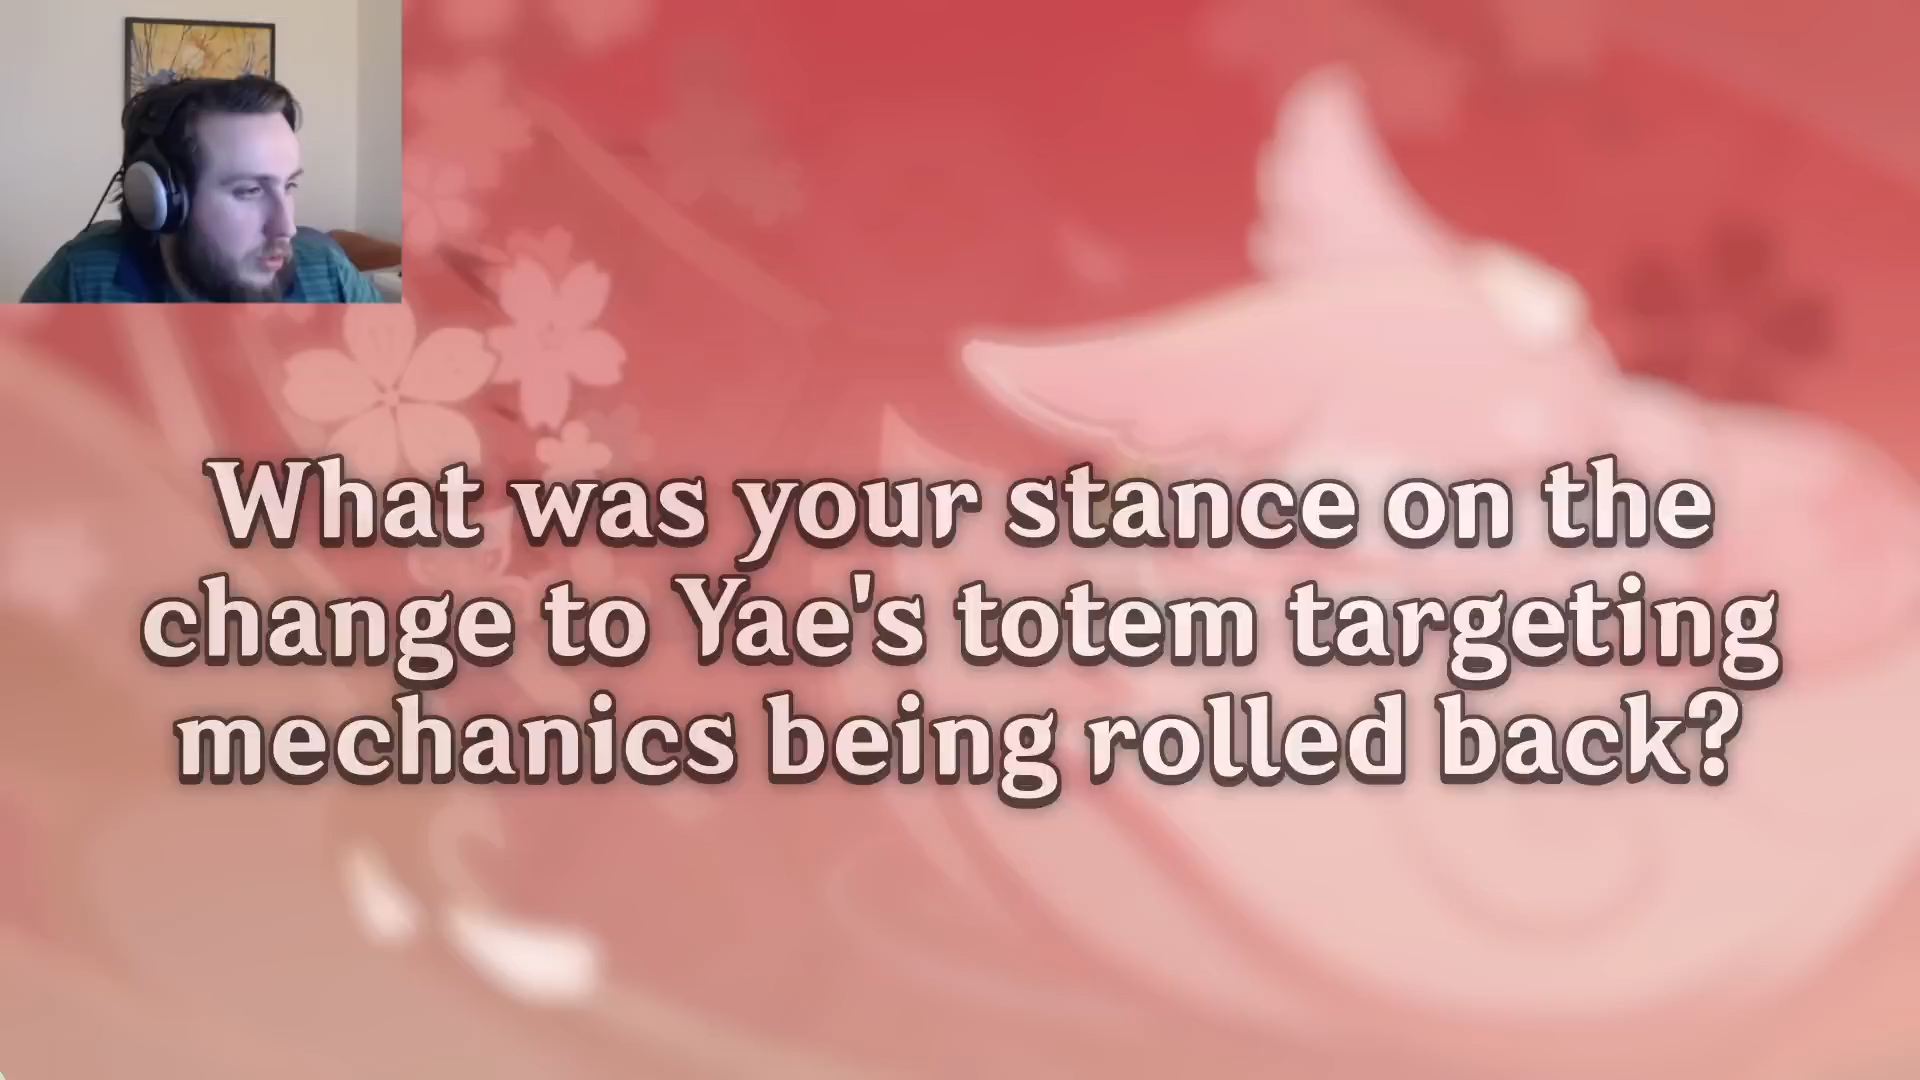 What was your stance on the
change to Yae's totem targeting
mechanics being rolled back?